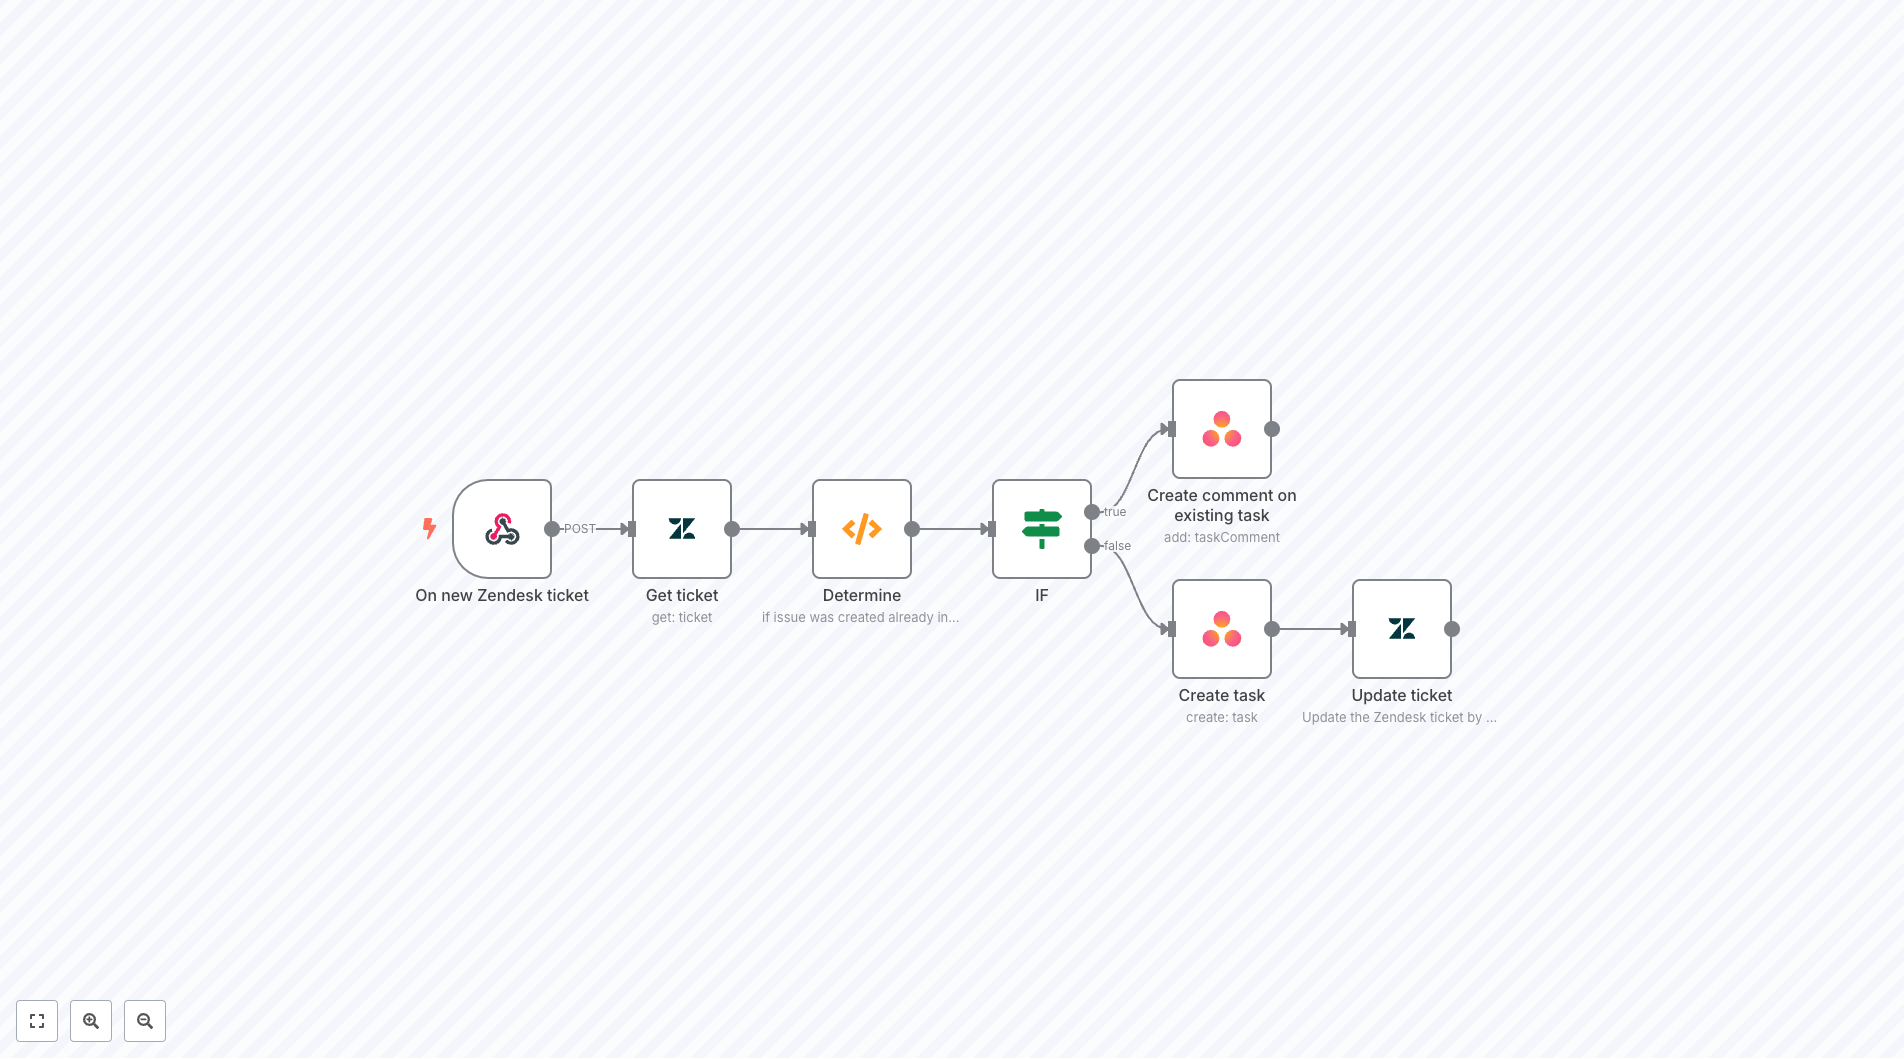 POST
On new Zendesk ticket
Get ticket
get: ticket
Determine
if issue was created already in...
IF
true
false
Create comment on
existing task
add: taskComment
Create task
create: task
Update ticket
Update the Zendesk ticket by ...